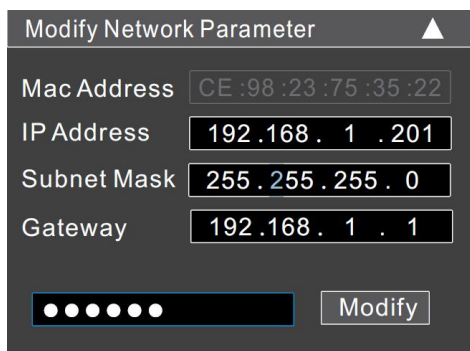 Modify Network Parameter
Mac Address CE :98 :23 :75 :35 :22
IP Address 192 .168 . 1 .201
Subnet Mask 255 . 255 . 255 . 0
Gateway 192 .168 . 1 . 1
●●●●●● Modify